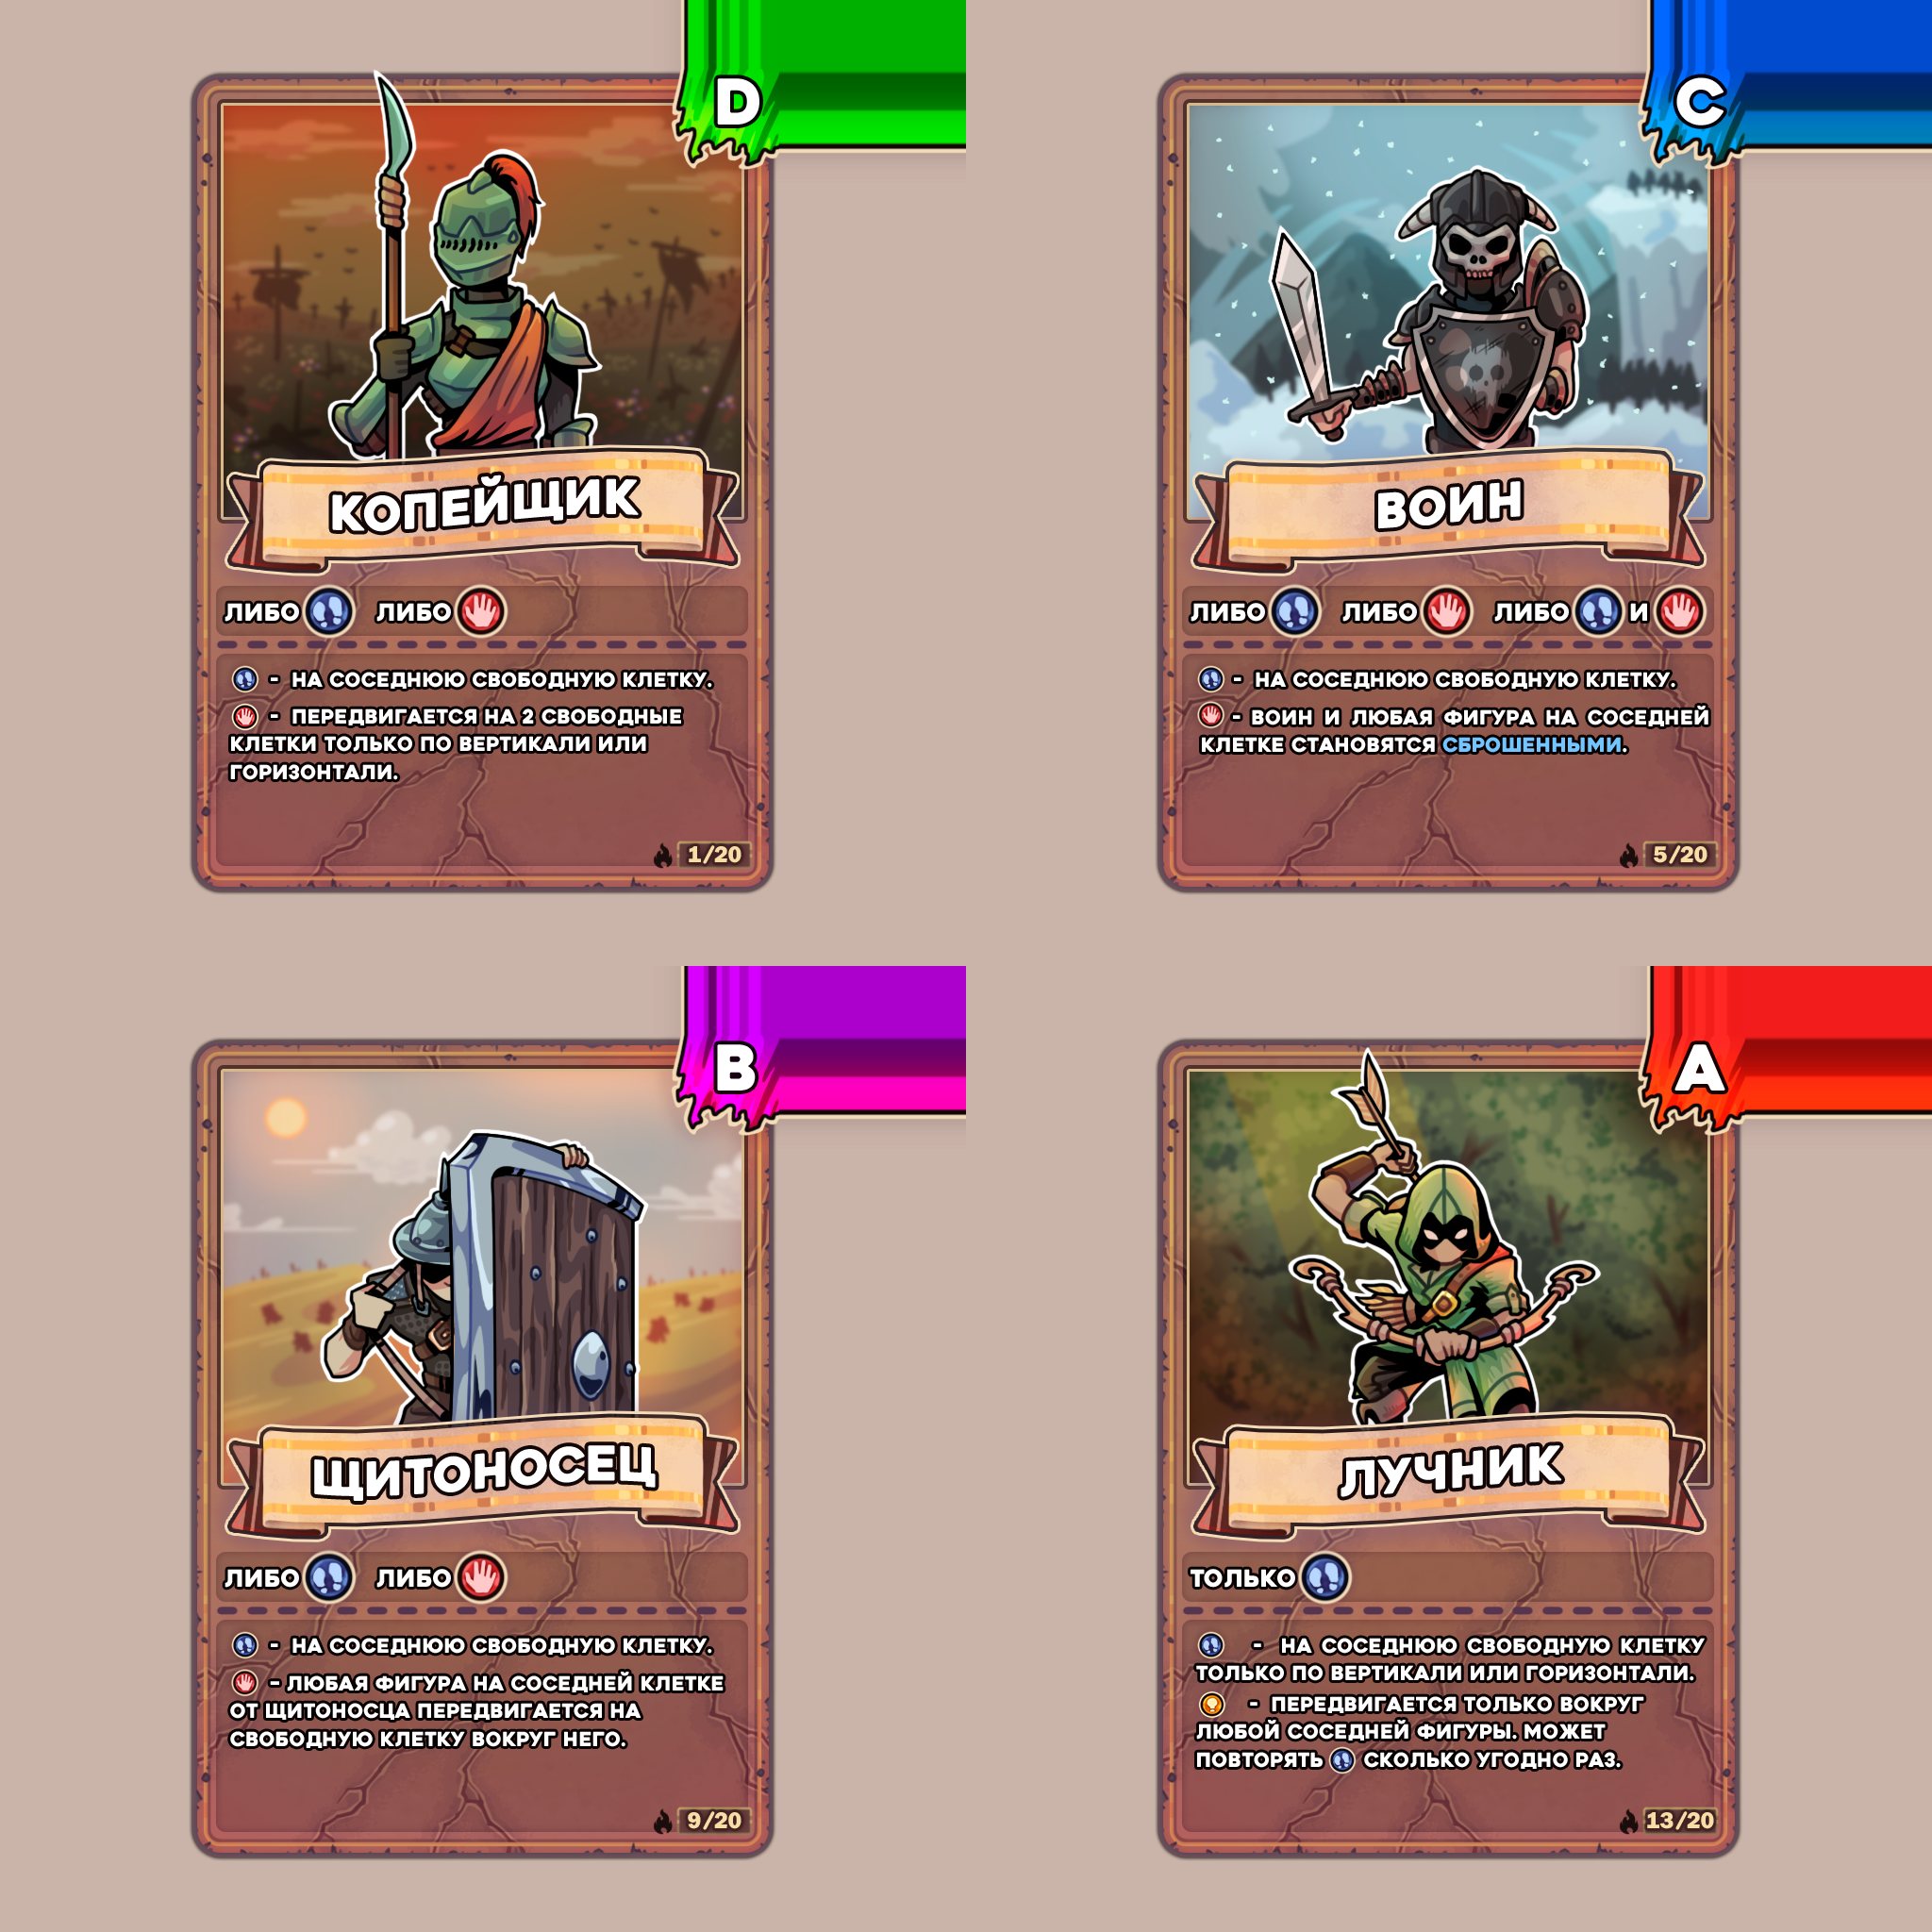 D
КОПЕЙЩИК
ЛИБО ЛИБО
- НА СОСЕДНЮЮ СВОБОДНУЮ КЛЕТКУ.
- ПЕРЕДВИГАЕТСЯ НА 2 СВОБОДНЫЕ
КЛЕТКИ ТОЛЬКО ПО ВЕРТИКАЛИ ИЛИ
ГОРИЗОНТАЛИ.
1/20
C
ВОИН
ЛИБО ЛИБО ЛИБО И
- НА СОСЕДНЮЮ СВОБОДНУЮ КЛЕТКУ.
- ВОИН И ЛЮБАЯ ФИГУРА НА СОСЕДНЕЙ
КЛЕТКЕ СТАНОВЯТСЯ СБРОШЕННЫМИ.
5/20
B
ЩИТОНОСЕЦ
ЛИБО ЛИБО
- НА СОСЕДНЮЮ СВОБОДНУЮ КЛЕТКУ.
- ЛЮБАЯ ФИГУРА НА СОСЕДНЕЙ КЛЕТКЕ
ОТ ЩИТОНОСЦА ПЕРЕДВИГАЕТСЯ НА
СВОБОДНУЮ КЛЕТКУ ВОКРУГ НЕГО.
9/20
A
ЛУЧНИК
ТОЛЬКО
- НА СОСЕДНЮЮ СВОБОДНУЮ КЛЕТКУ
ТОЛЬКО ПО ВЕРТИКАЛИ ИЛИ ГОРИЗОНТАЛИ.
- ПЕРЕДВИГАЕТСЯ ТОЛЬКО ВОКРУГ
ЛЮБОЙ СОСЕДНЕЙ ФИГУРЫ. МОЖЕТ
ПОВТОРЯТЬ СКОЛЬКО УГОДНО РАЗ.
13/20